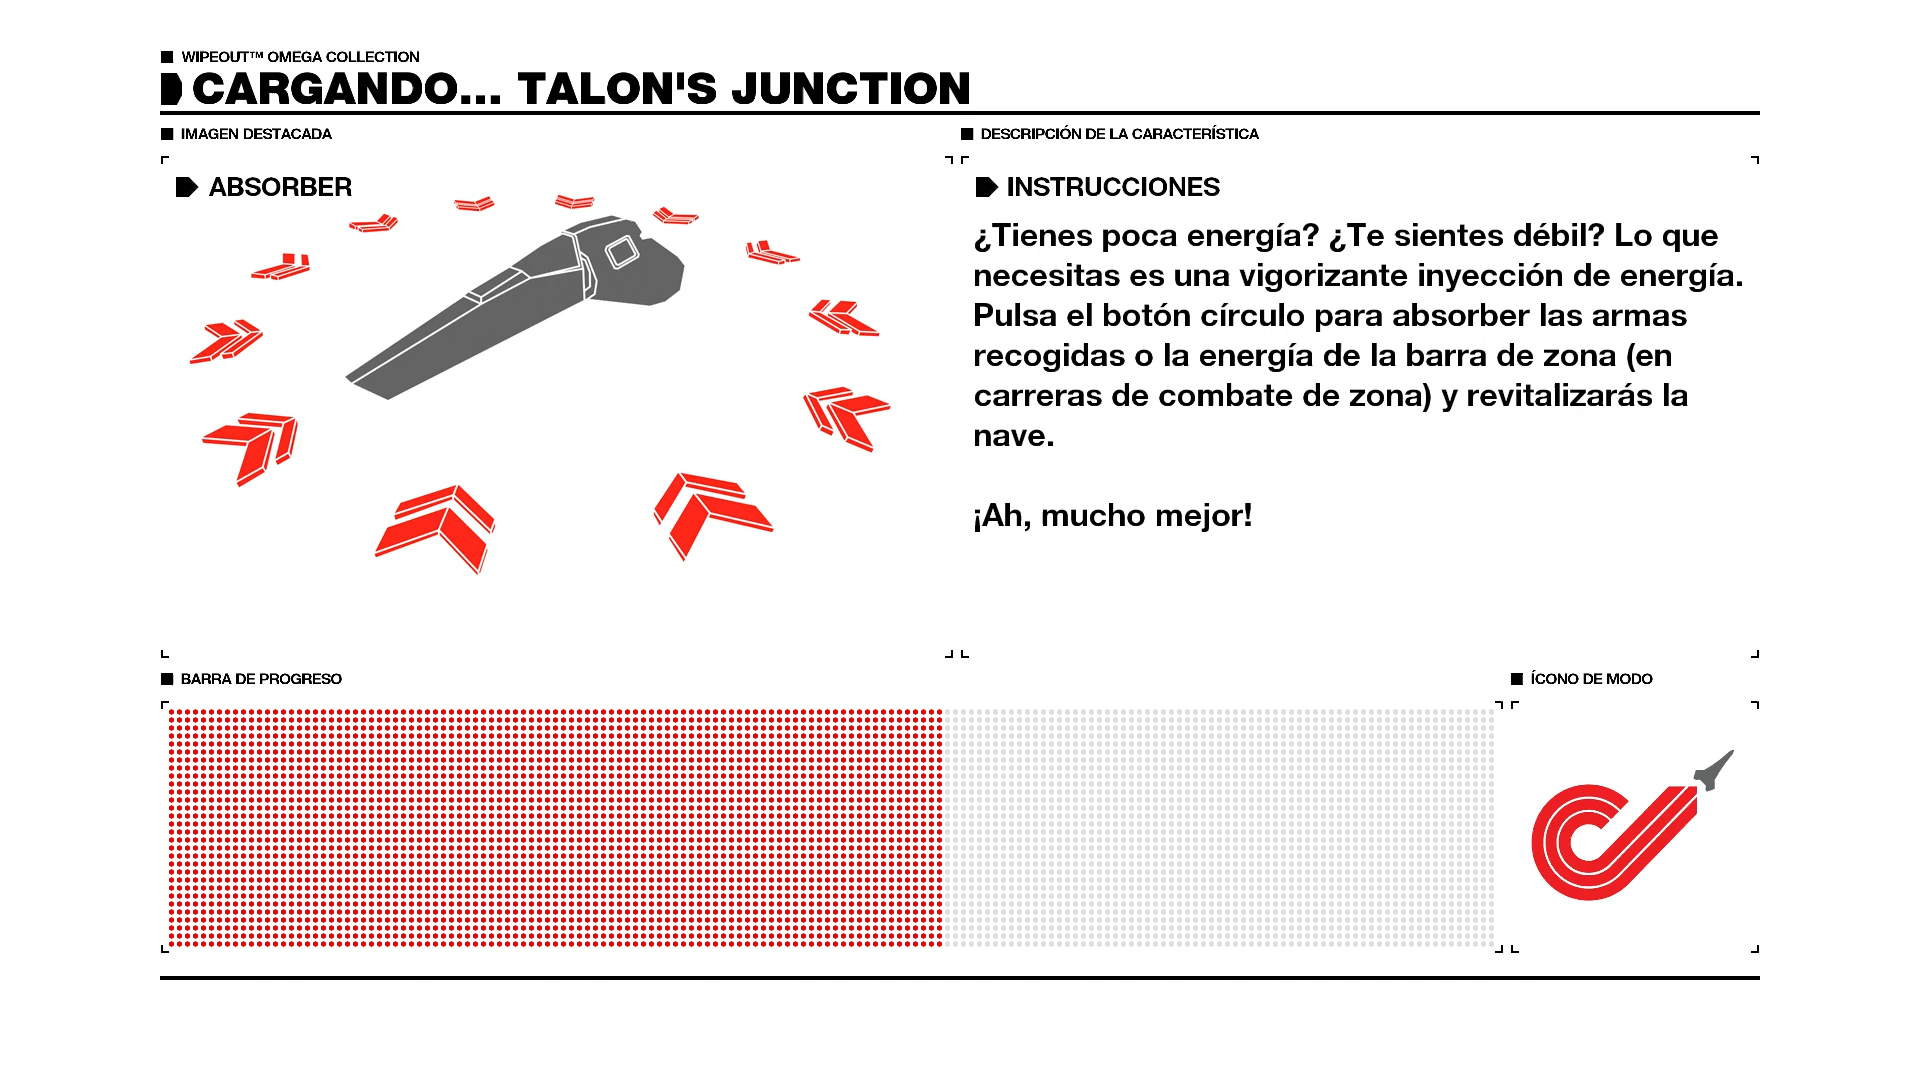 WIPEOUT™ OMEGA COLLECTION
CARGANDO... TALON'S JUNCTION
IMAGEN DESTACADA
ABSORBER
DESCRIPCIÓN DE LA CARACTERÍSTICA
INSTRUCCIONES
¿Tienes poca energía? ¿Te sientes débil? Lo que
necesitas es una vigorizante inyección de energía.
Pulsa el botón círculo para absorber las armas
recogidas o la energía de la barra de zona (en
carreras de combate de zona) y revitalizarás la
nave.
¡Ah, mucho mejor!
BARRA DE PROGRESO
ÍCONO DE MODO